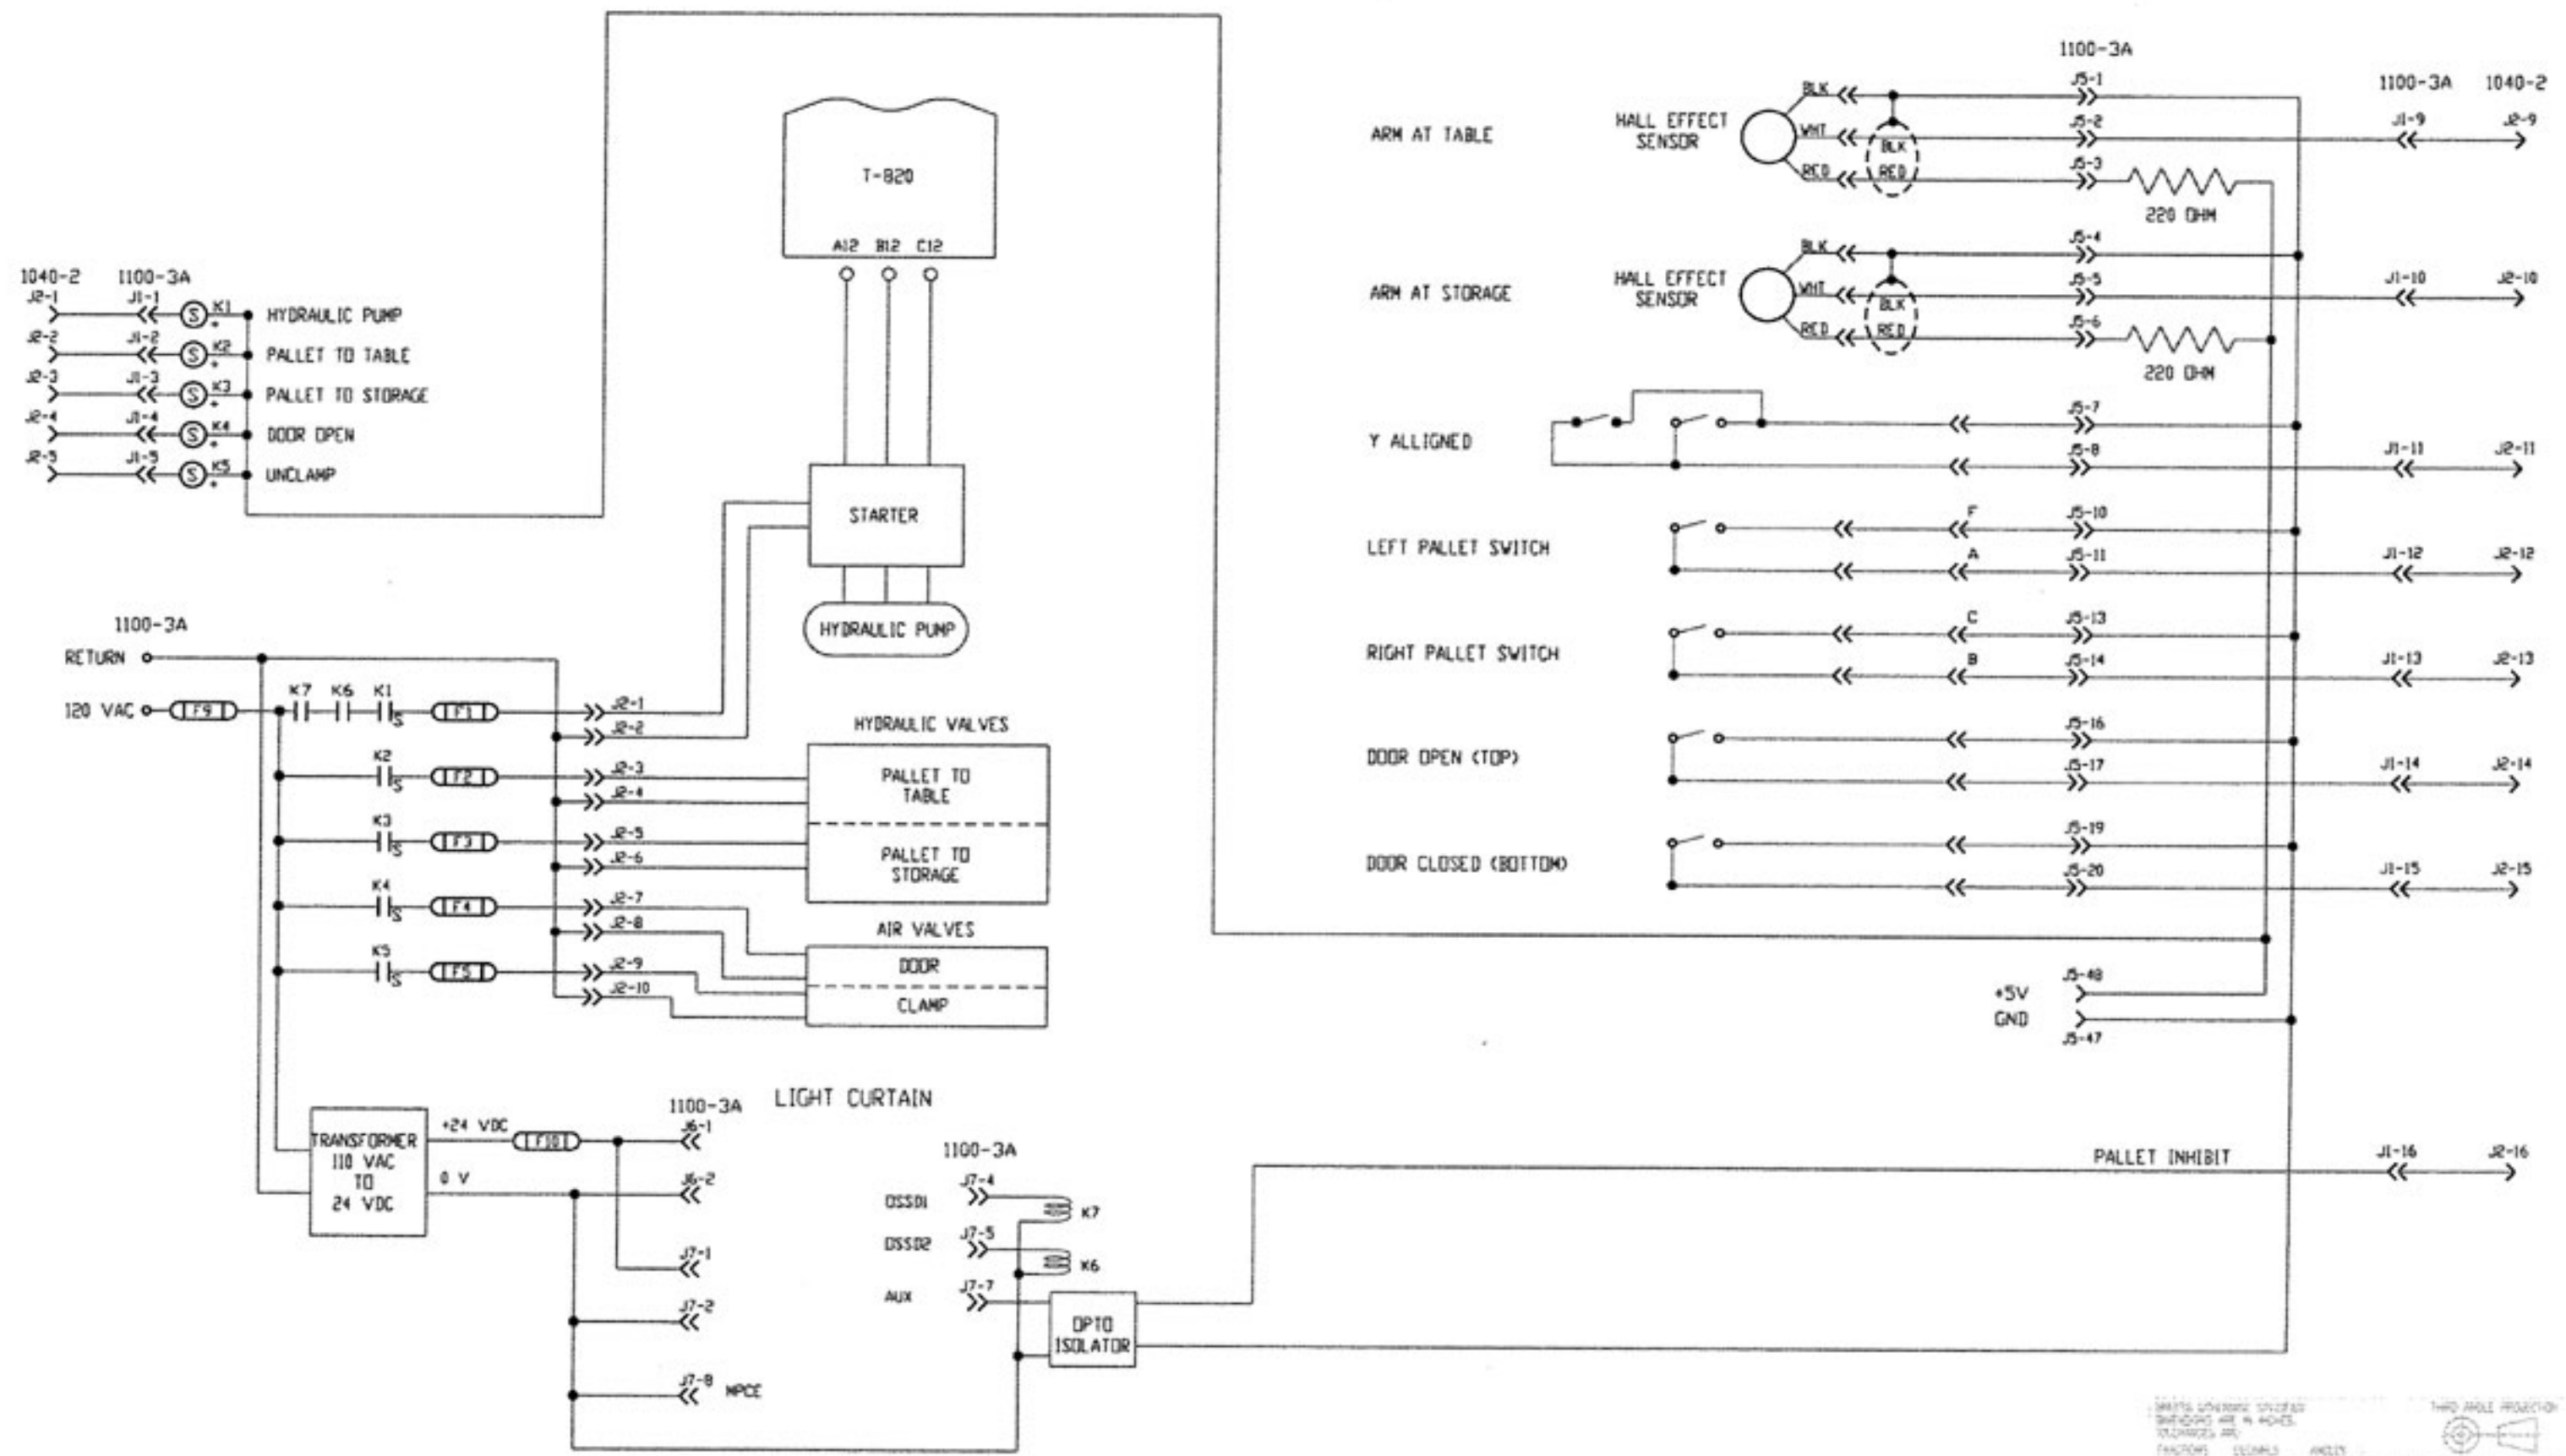 1040-2 1100-3A
J2-1 J1-1 S K1 + HYDRAULIC PUMP
J2-2 J1-2 S K2 + PALLET TO TABLE
J2-3 J1-3 S K3 + PALLET TO STORAGE
J2-4 J1-4 S K4 + DOOR OPEN
J2-5 J1-5 S K5 + UNCLAMP
T-820
A12 B12 C12
STARTER
HYDRAULIC PUMP
1100-3A
RETURN
120 VAC F9 K7 K6 K1 S F1 J2-1
J2-2
K2 S F2 J2-3
J2-4
K3 S F3 J2-5
J2-6
K4 S F4 J2-7
J2-8
K5 S F5 J2-9
J2-10
HYDRAULIC VALVES
PALLET TO
TABLE
PALLET TO
STORAGE
AIR VALVES
DOOR
CLAMP
TRANSFORMER
110 VAC
TO
24 VDC
+24 VDC F10
0 V
1100-3A
J6-1
J6-2
J7-1
J7-2
J7-8 MPCE
LIGHT CURTAIN
1100-3A
OSSD1 J7-4 K7
OSSD2 J7-5 K6
AUX J7-7
OPTO
ISOLATOR
1100-3A
1100-3A 1040-2
ARM AT TABLE
HALL EFFECT
SENSOR
BLK J5-1
WHT J5-2 J1-9 J2-9
BLK
RED RED J5-3
220 OHM
ARM AT STORAGE
HALL EFFECT
SENSOR
BLK J5-4
WHT J5-5 J1-10 J2-10
BLK
RED RED J5-6
220 OHM
Y ALLIGNED
J5-7
J5-8 J1-11 J2-11
LEFT PALLET SWITCH
F J5-10
A J5-11 J1-12 J2-12
RIGHT PALLET SWITCH
C J5-13
B J5-14 J1-13 J2-13
DOOR OPEN (TOP)
J5-16
J5-17 J1-14 J2-14
DOOR CLOSED (BOTTOM)
J5-19
J5-20 J1-15 J2-15
+5V J5-48
GND J5-47
PALLET INHIBIT J1-16 J2-16
THIRD ANGLE PROJECTION